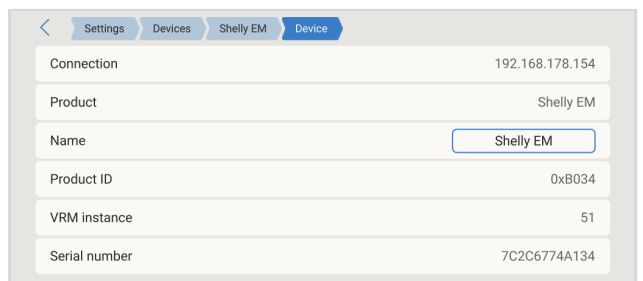 Settings Devices Shelly EM Device
Connection 192.168.178.154
Product Shelly EM
Name Shelly EM
Product ID 0xB034
VRM instance 51
Serial number 7C2C6774A134